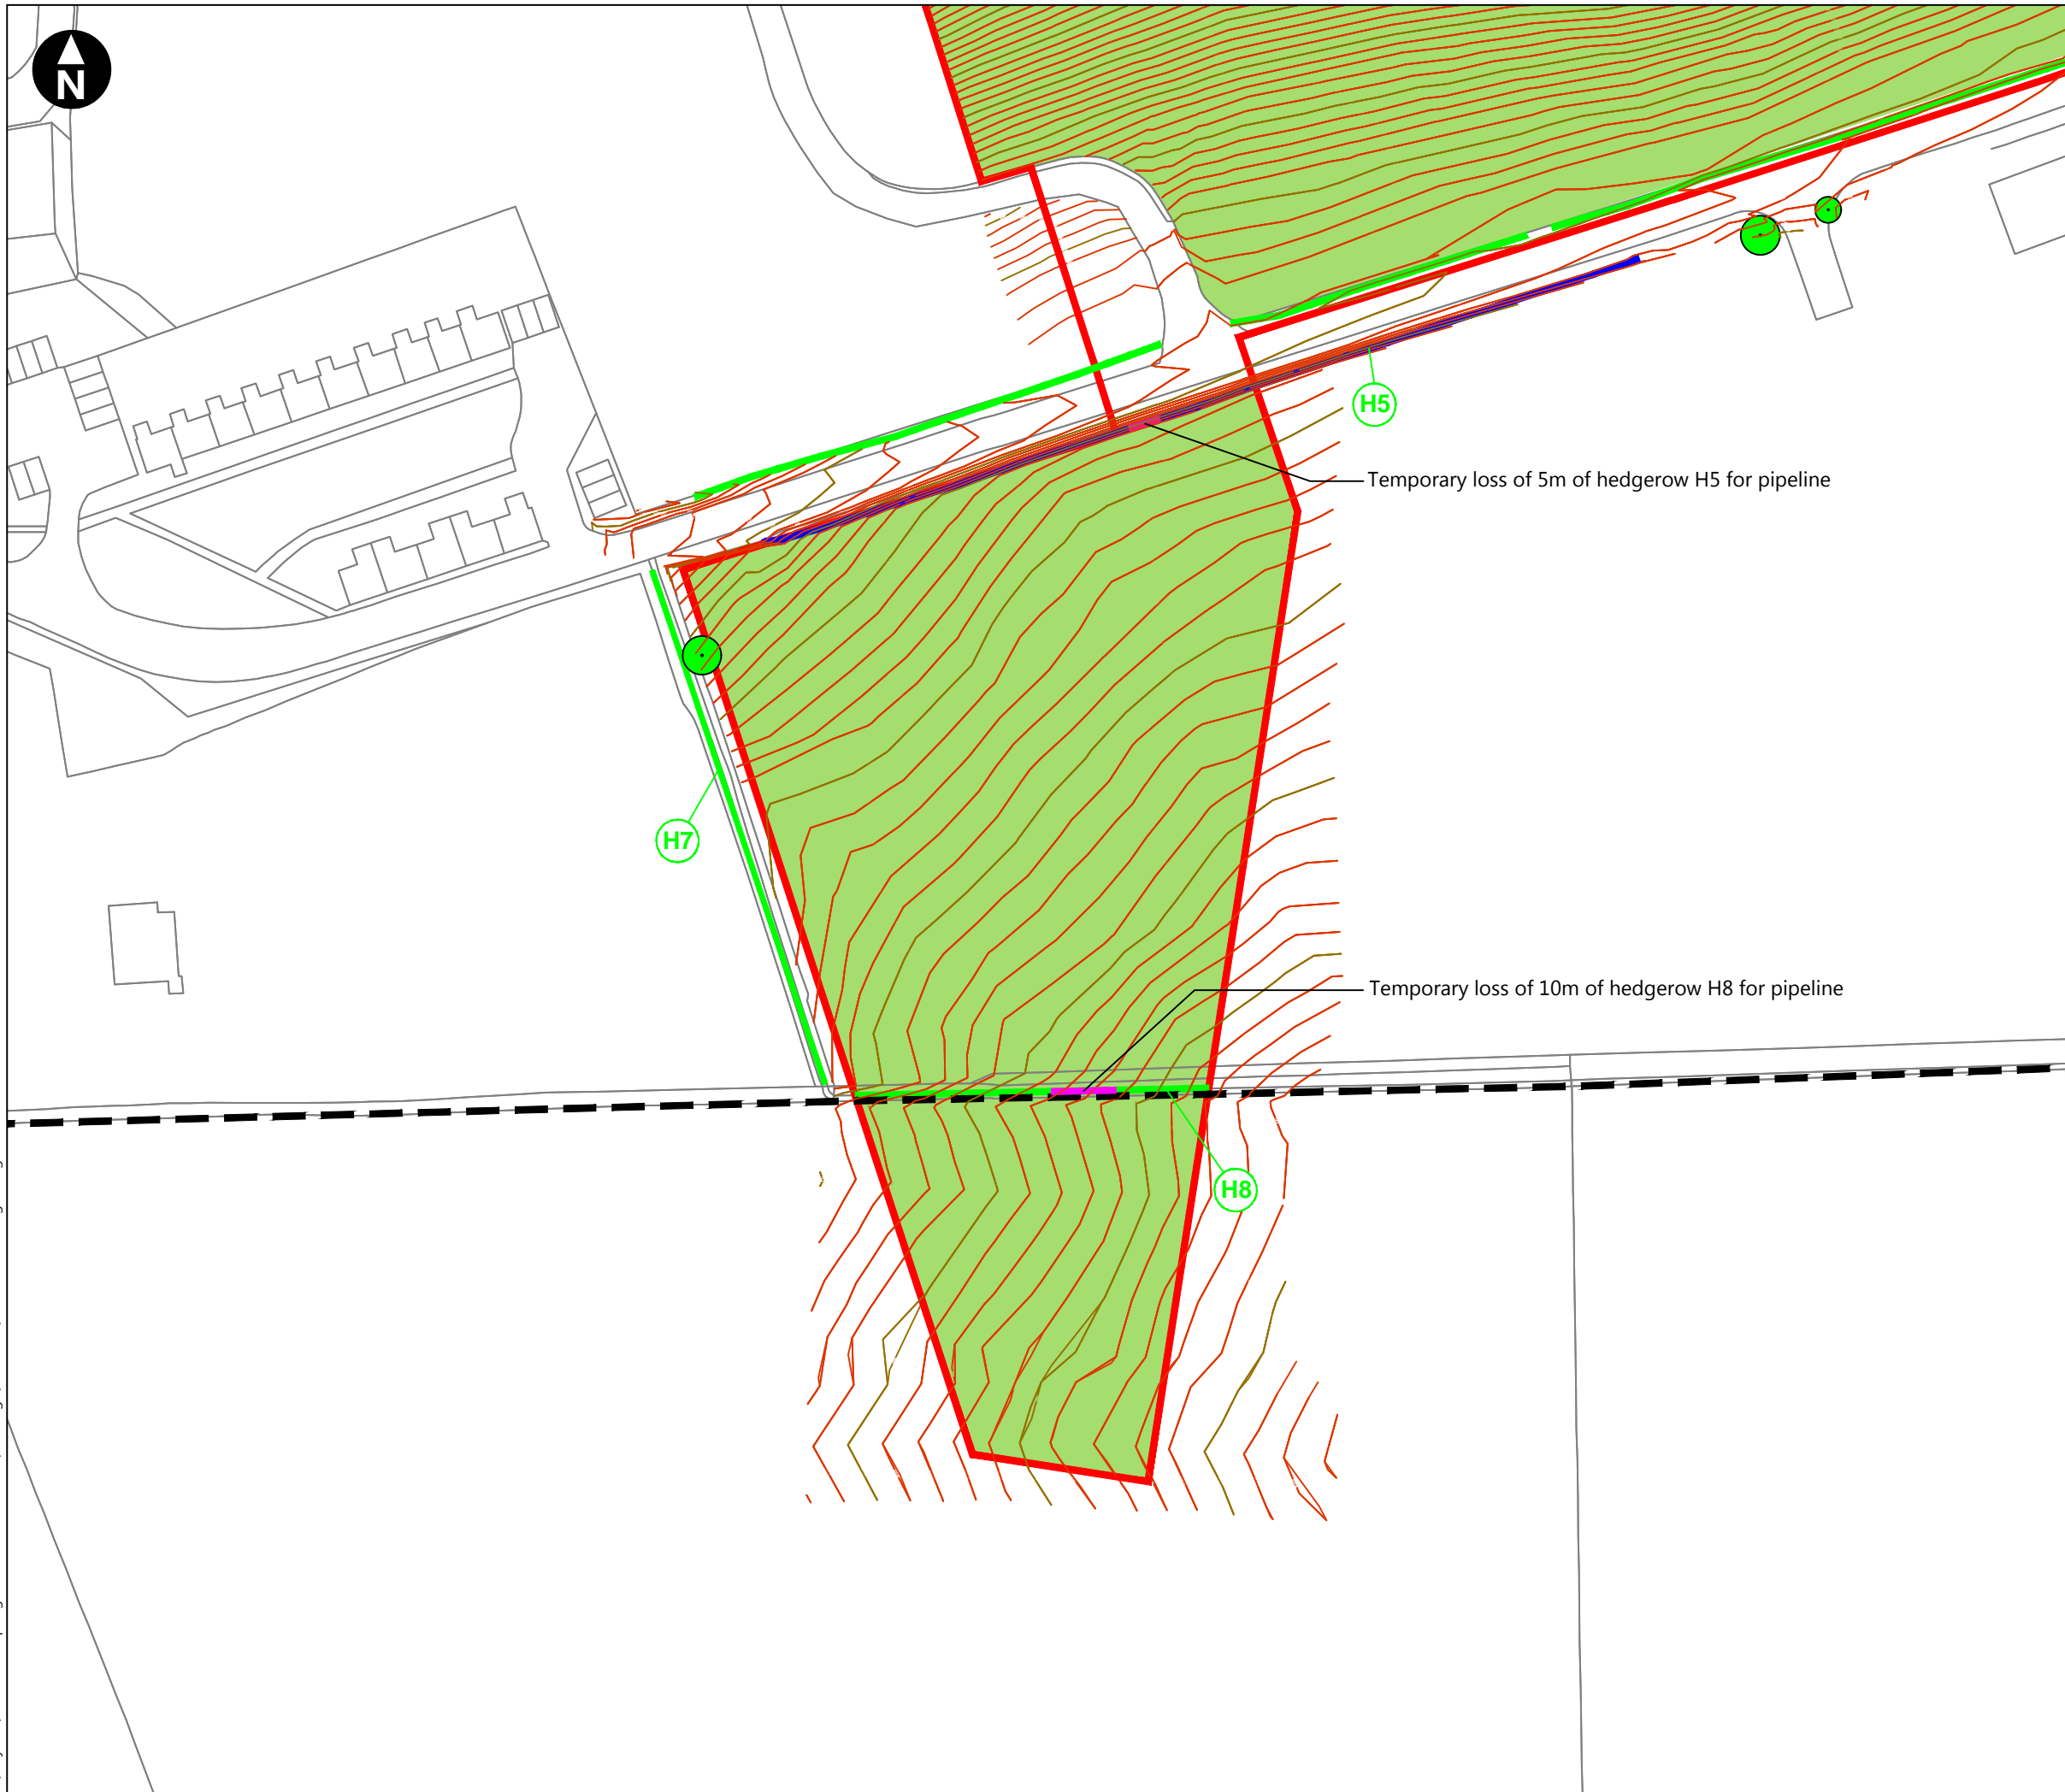 N
H5
Temporary loss of 5m of hedgerow H5 for pipeline
H7
Temporary loss of 10m of hedgerow H8 for pipeline
H8